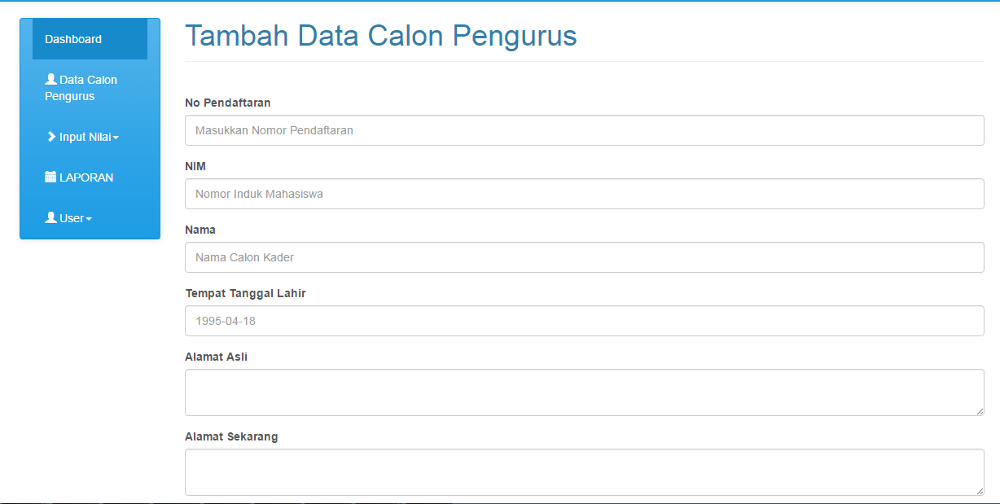 Dashboard
Data Calon
Pengurus
Input Nilai
LAPORAN
User
Tambah Data Calon Pengurus
No Pendaftaran
Masukkan Nomor Pendaftaran
NIM
Nomor Induk Mahasiswa
Nama
Nama Calon Kader
Tempat Tanggal Lahir
1995-04-18
Alamat Asli
Alamat Sekarang